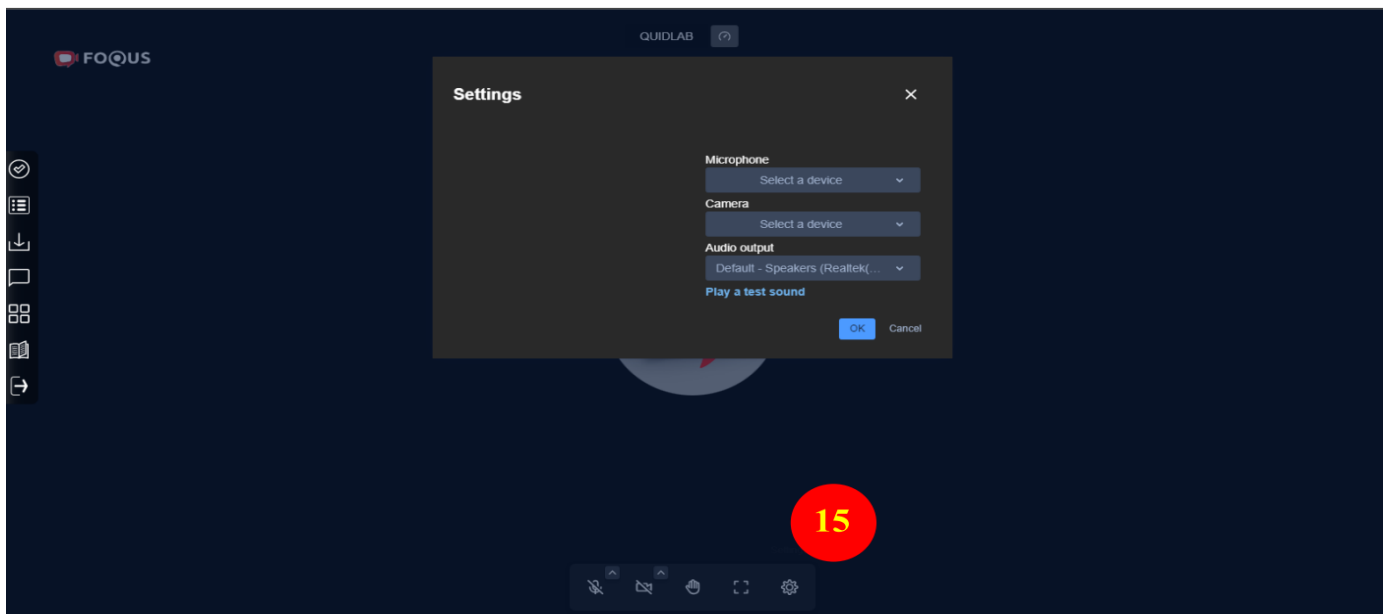 QUIDLAB
FOQUS
Settings
Microphone
Select a device
Camera
Select a device
Audio output
Default - Speakers (Realtek(...
Play a test sound
OK Cancel
15